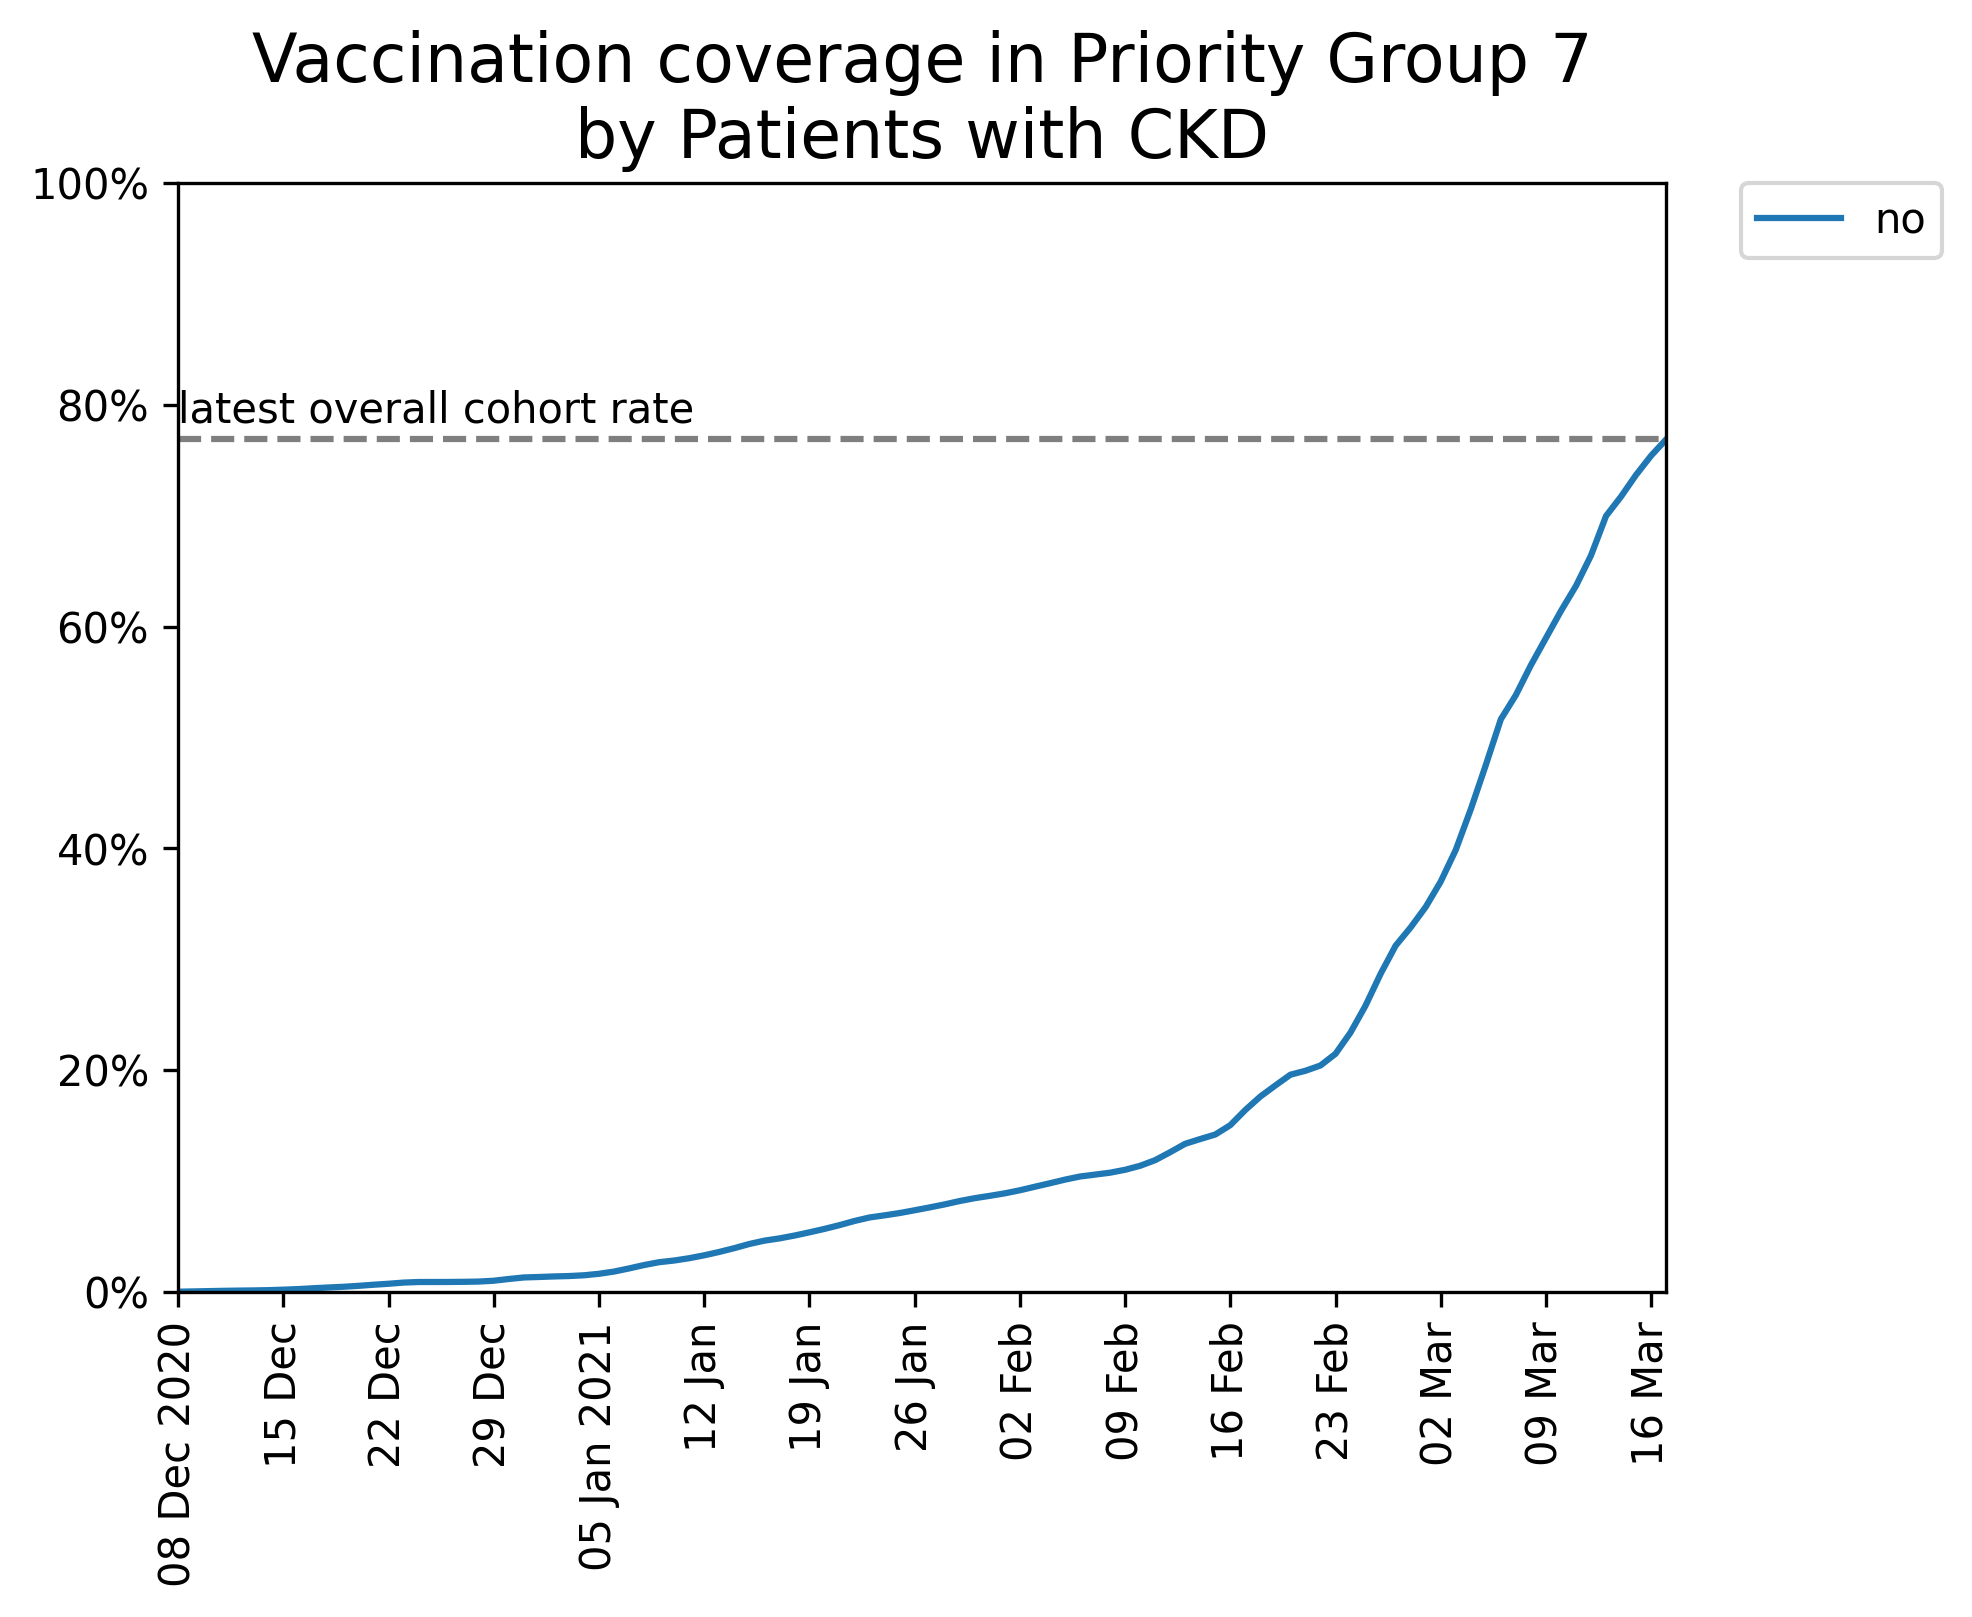 Vaccination coverage in Priority Group 7
by Patients with CKD
100%
80%
60%
40%
20%
0%
latest overall cohort rate
no
08 Dec 2020
15 Dec
22 Dec
29 Dec
05 Jan 2021
12 Jan
19 Jan
26 Jan
02 Feb
09 Feb
16 Feb
23 Feb
02 Mar
09 Mar
16 Mar